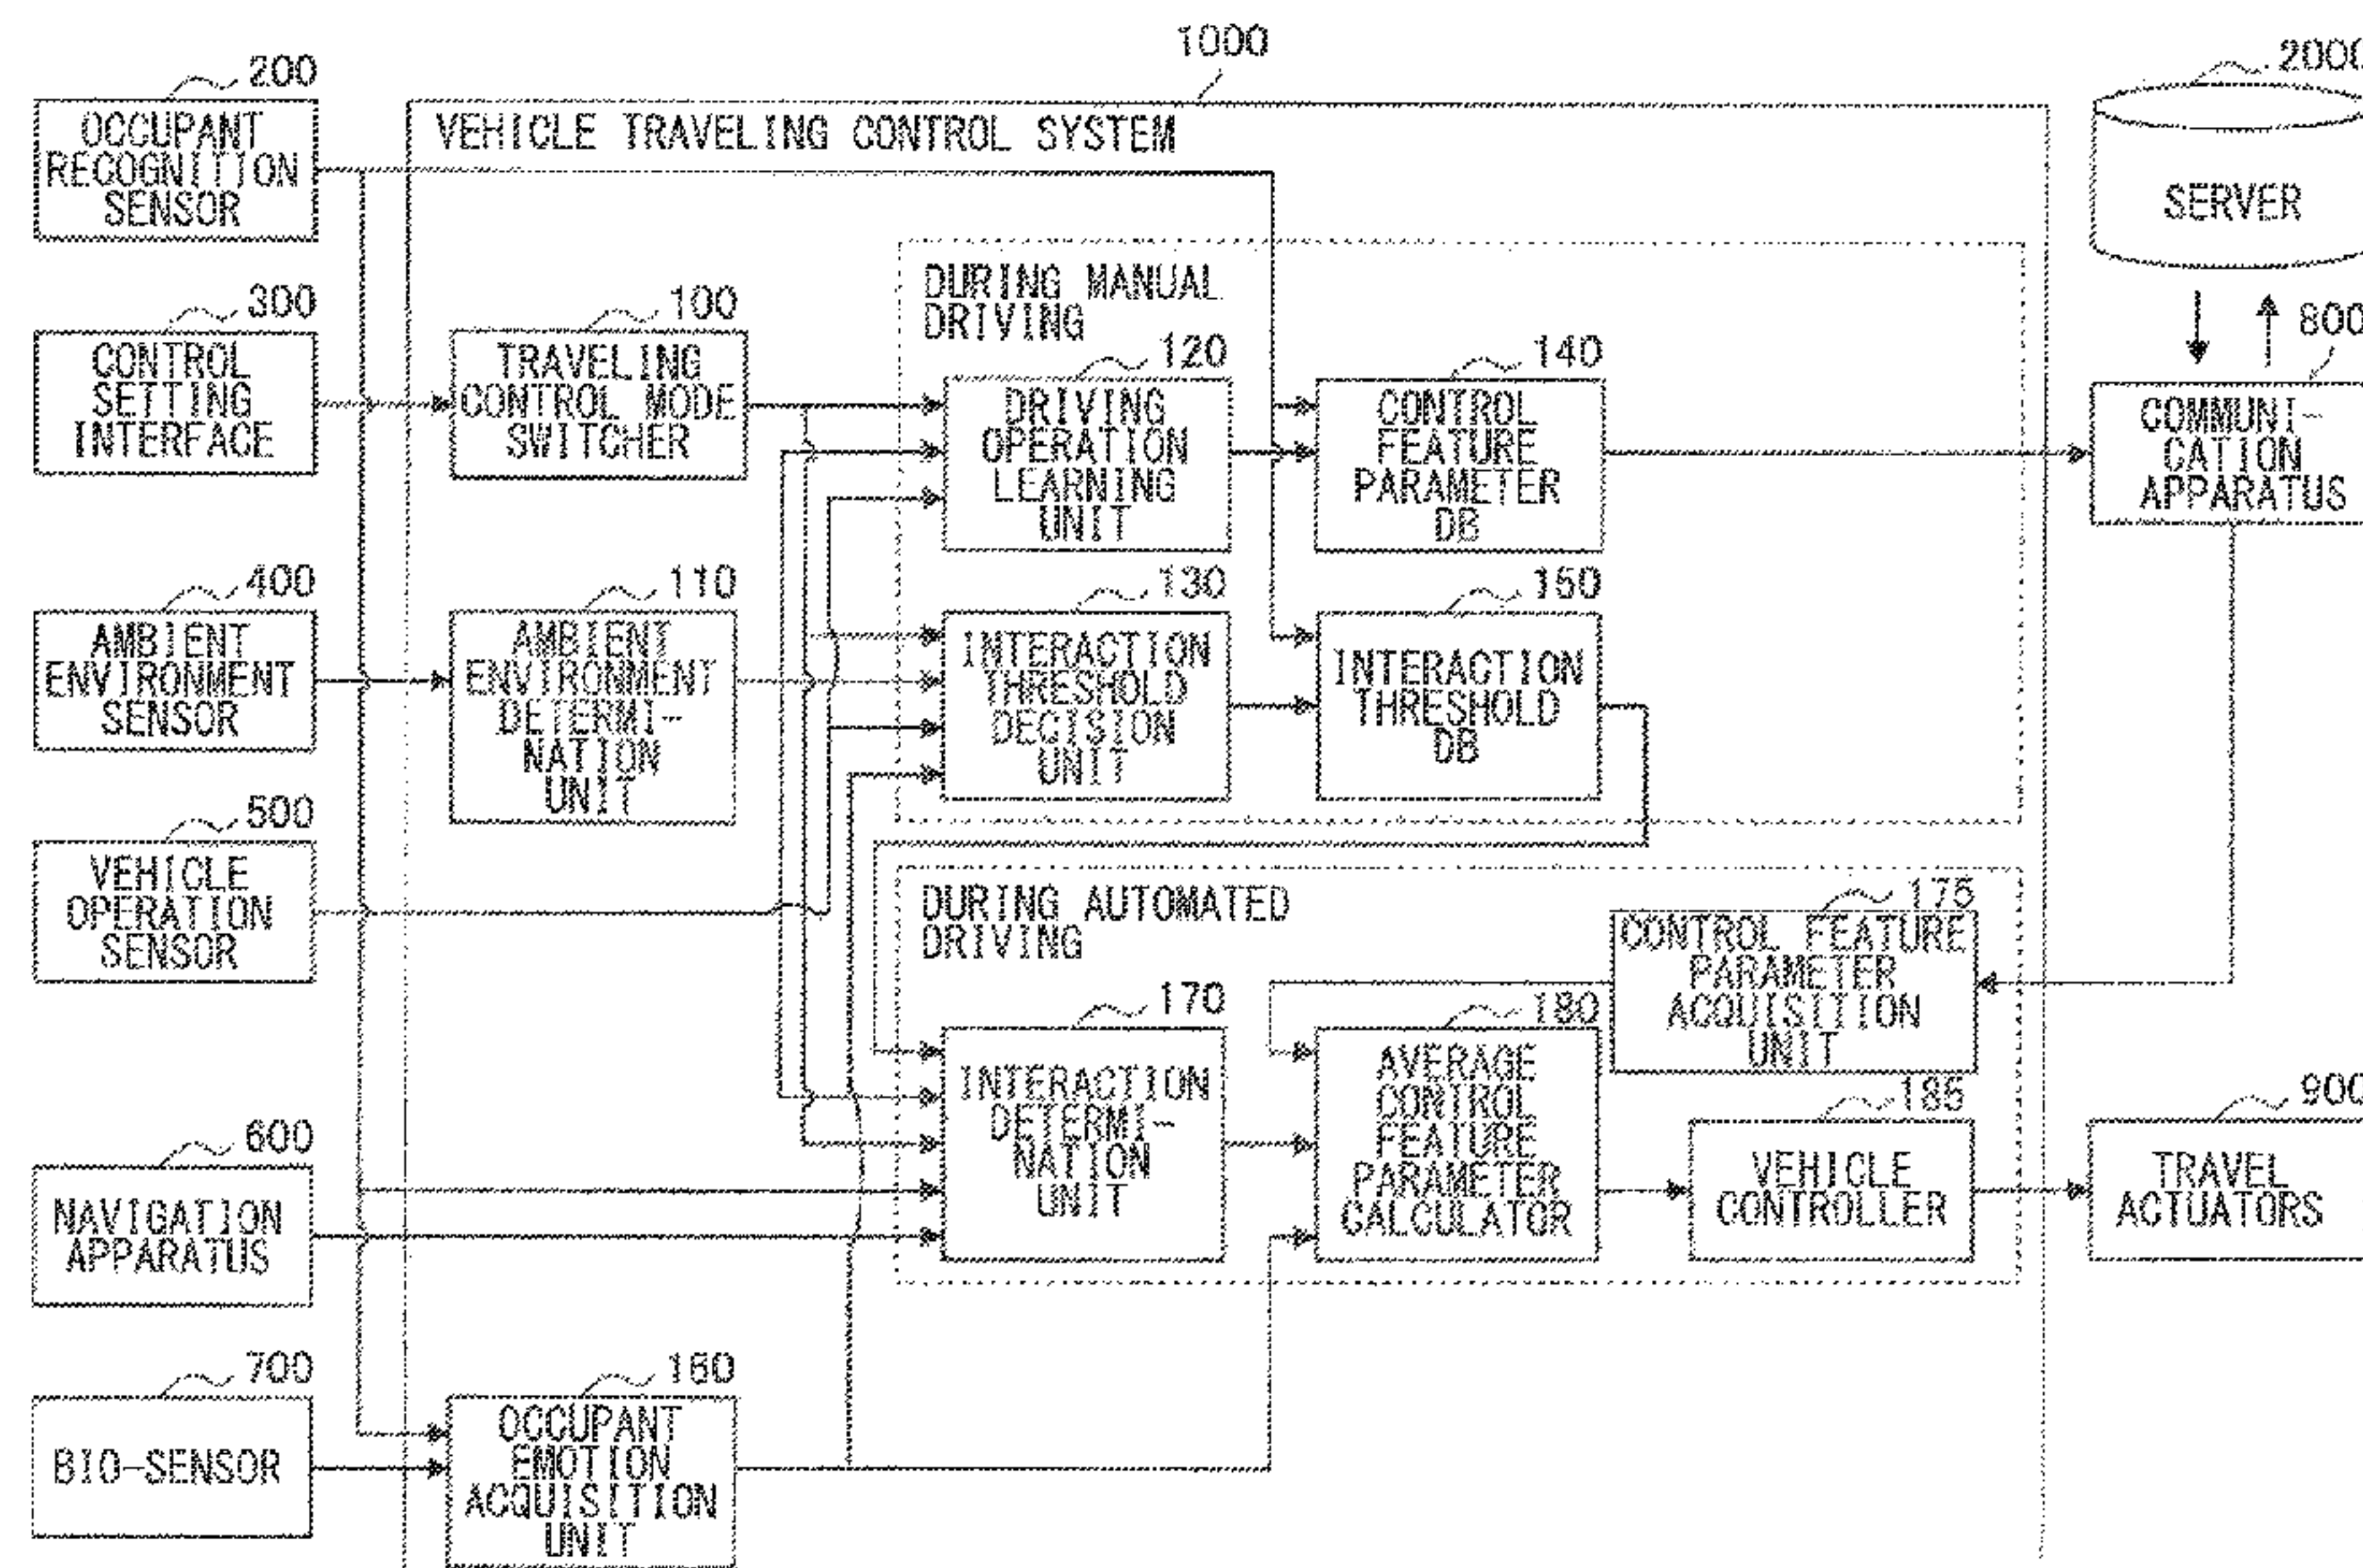 1000
200
2000
OCCUPANT
RECOGNITION
SENSOR
VEHICLE TRAVELING CONTROL SYSTEM
SERVER
DURING MANUAL
DRIVING
300
CONTROL
SETTING
INTERFACE
100
TRAVELING
CONTROL MODE
SWITCHER
120
DRIVING
OPERATION
LEARNING
UNIT
140
CONTROL
FEATURE
PARAMETER
DB
800
COMMUNI-
CATION
APPARATUS
400
AMBIENT
ENVIRONMENT
SENSOR
110
AMBIENT
ENVIRONMENT
DETERMI-
NATION
UNIT
130
INTERACTION
THRESHOLD
DECISION
UNIT
150
INTERACTION
THRESHOLD
DB
500
VEHICLE
OPERATION
SENSOR
DURING AUTOMATED
DRIVING
175
CONTROL FEATURE
PARAMETER
ACQUISITION
UNIT
170
INTERACTION
DETERMI-
NATION
UNIT
180
AVERAGE
CONTROL
FEATURE
PARAMETER
CALCULATOR
185
VEHICLE
CONTROLLER
900
TRAVEL
ACTUATORS
600
NAVIGATION
APPARATUS
700
BIO-SENSOR
160
OCCUPANT
EMOTION
ACQUISITION
UNIT